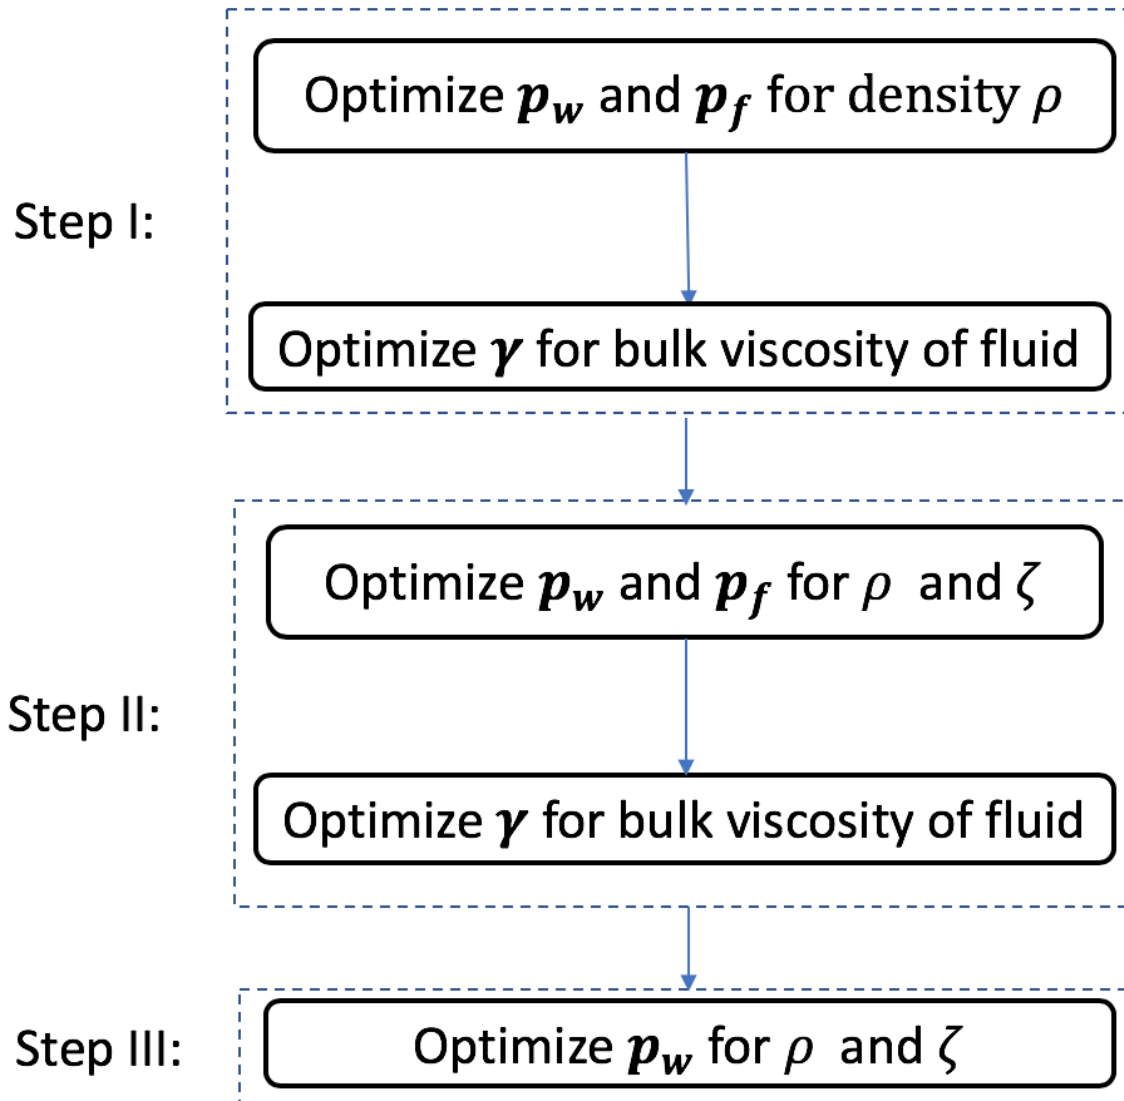 Optimize p_w and p_f for density ρ
Step I:
Optimize γ for bulk viscosity of fluid
Optimize p_w and p_f for ρ and ζ
Step II:
Optimize γ for bulk viscosity of fluid
Step III:
Optimize p_w for ρ and ζ